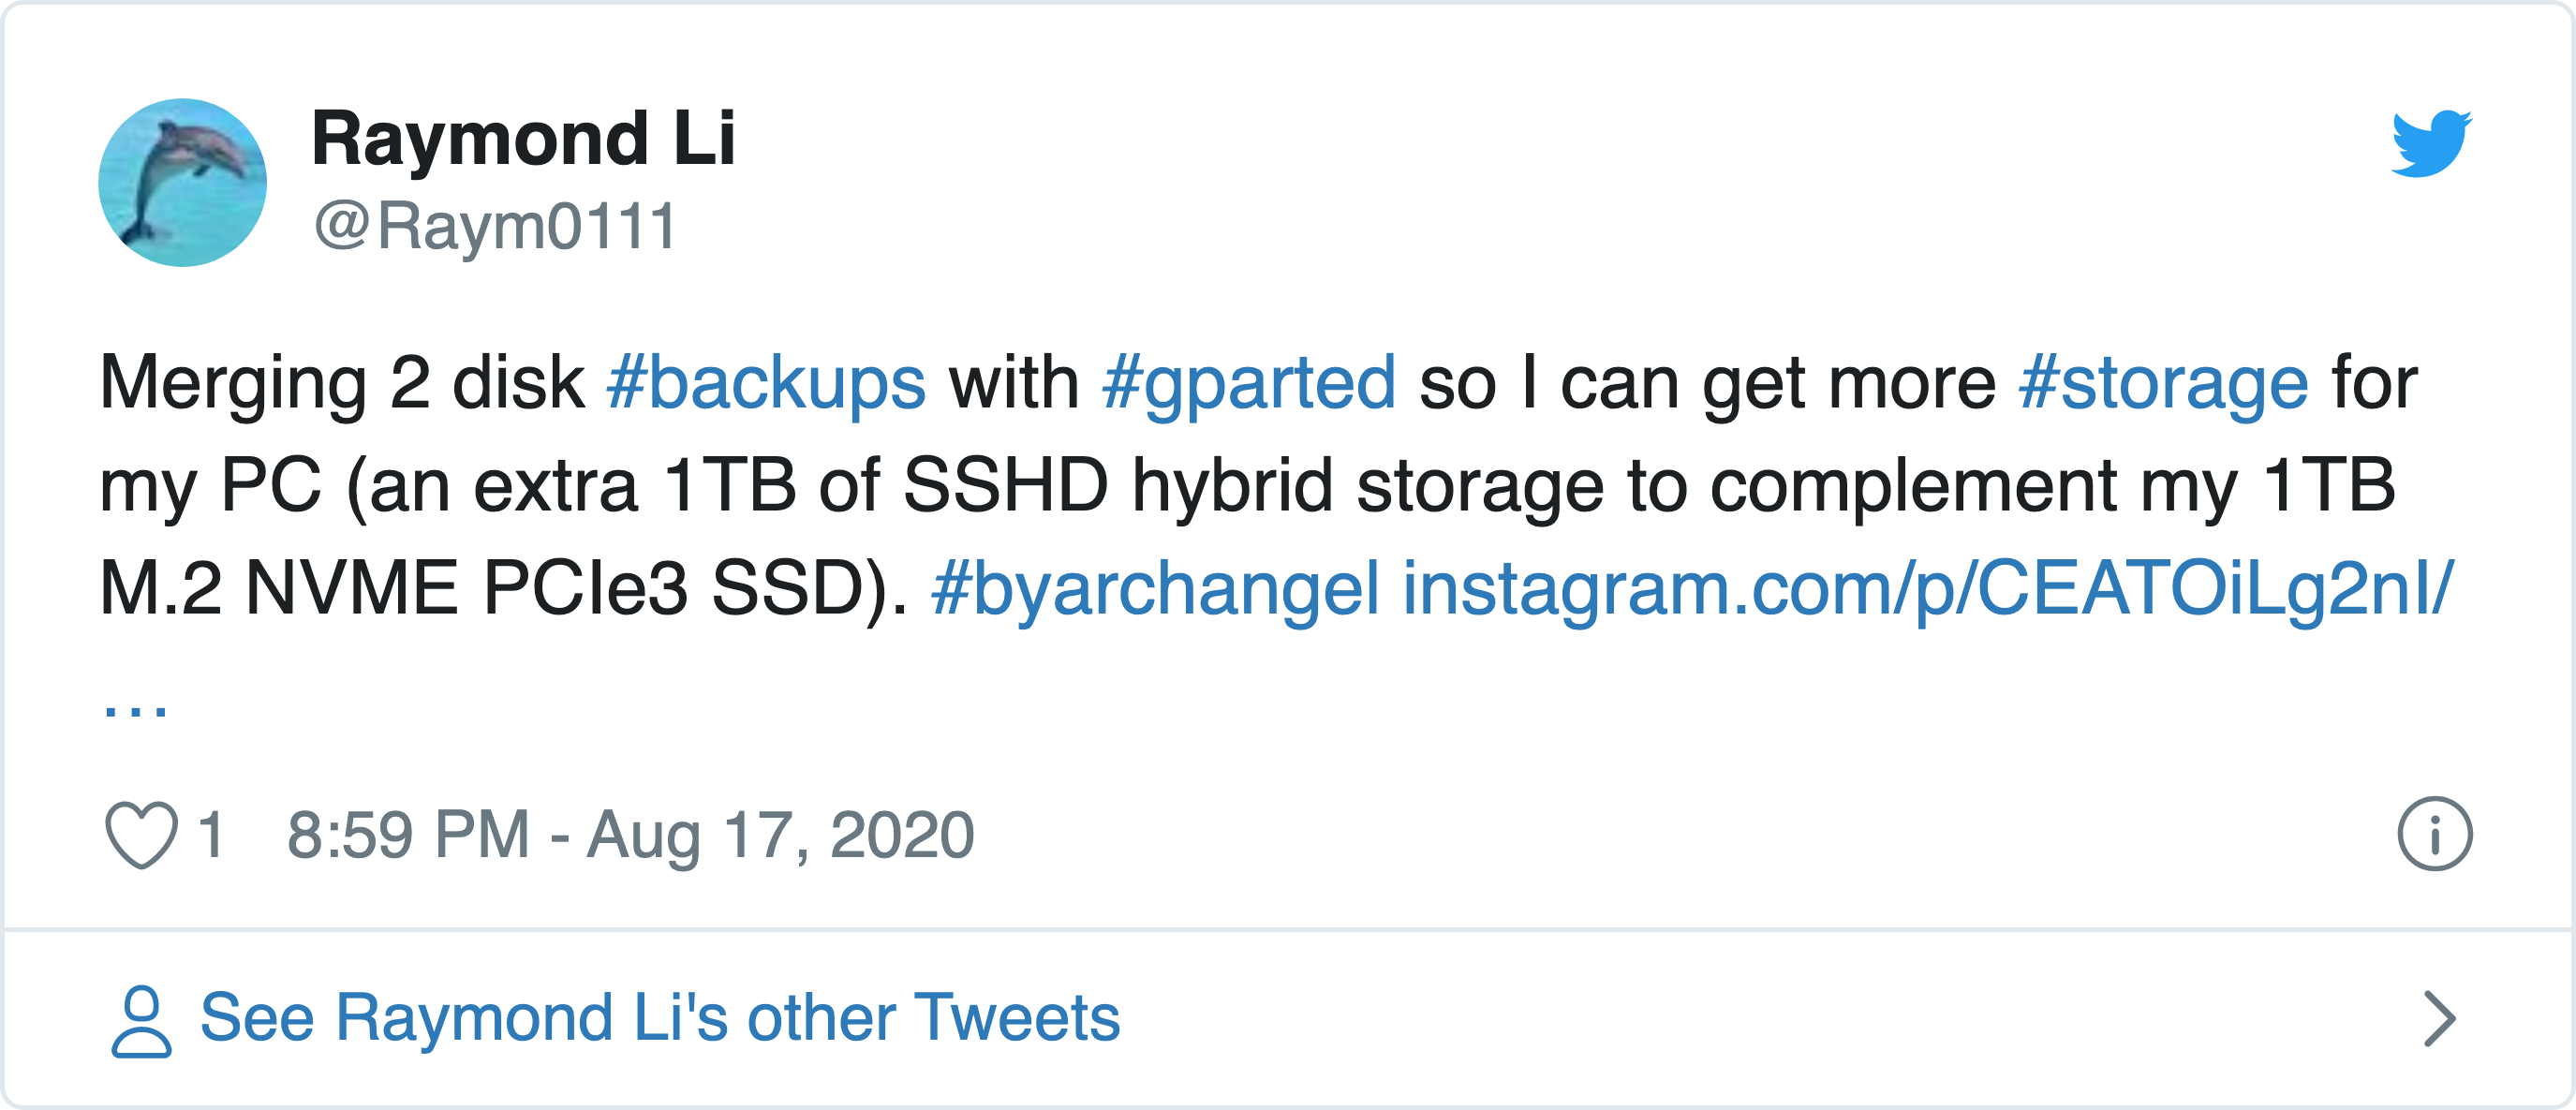 Raymond Li
@Raym0111
Merging 2 disk #backups with #gparted so I can get more #storage for
my PC (an extra 1TB of SSHD hybrid storage to complement my 1TB
M.2 NVME PCIe3 SSD). #byarchangel instagram.com/p/CEATOiLg2nI/
…
1 8:59 PM - Aug 17, 2020
See Raymond Li's other Tweets